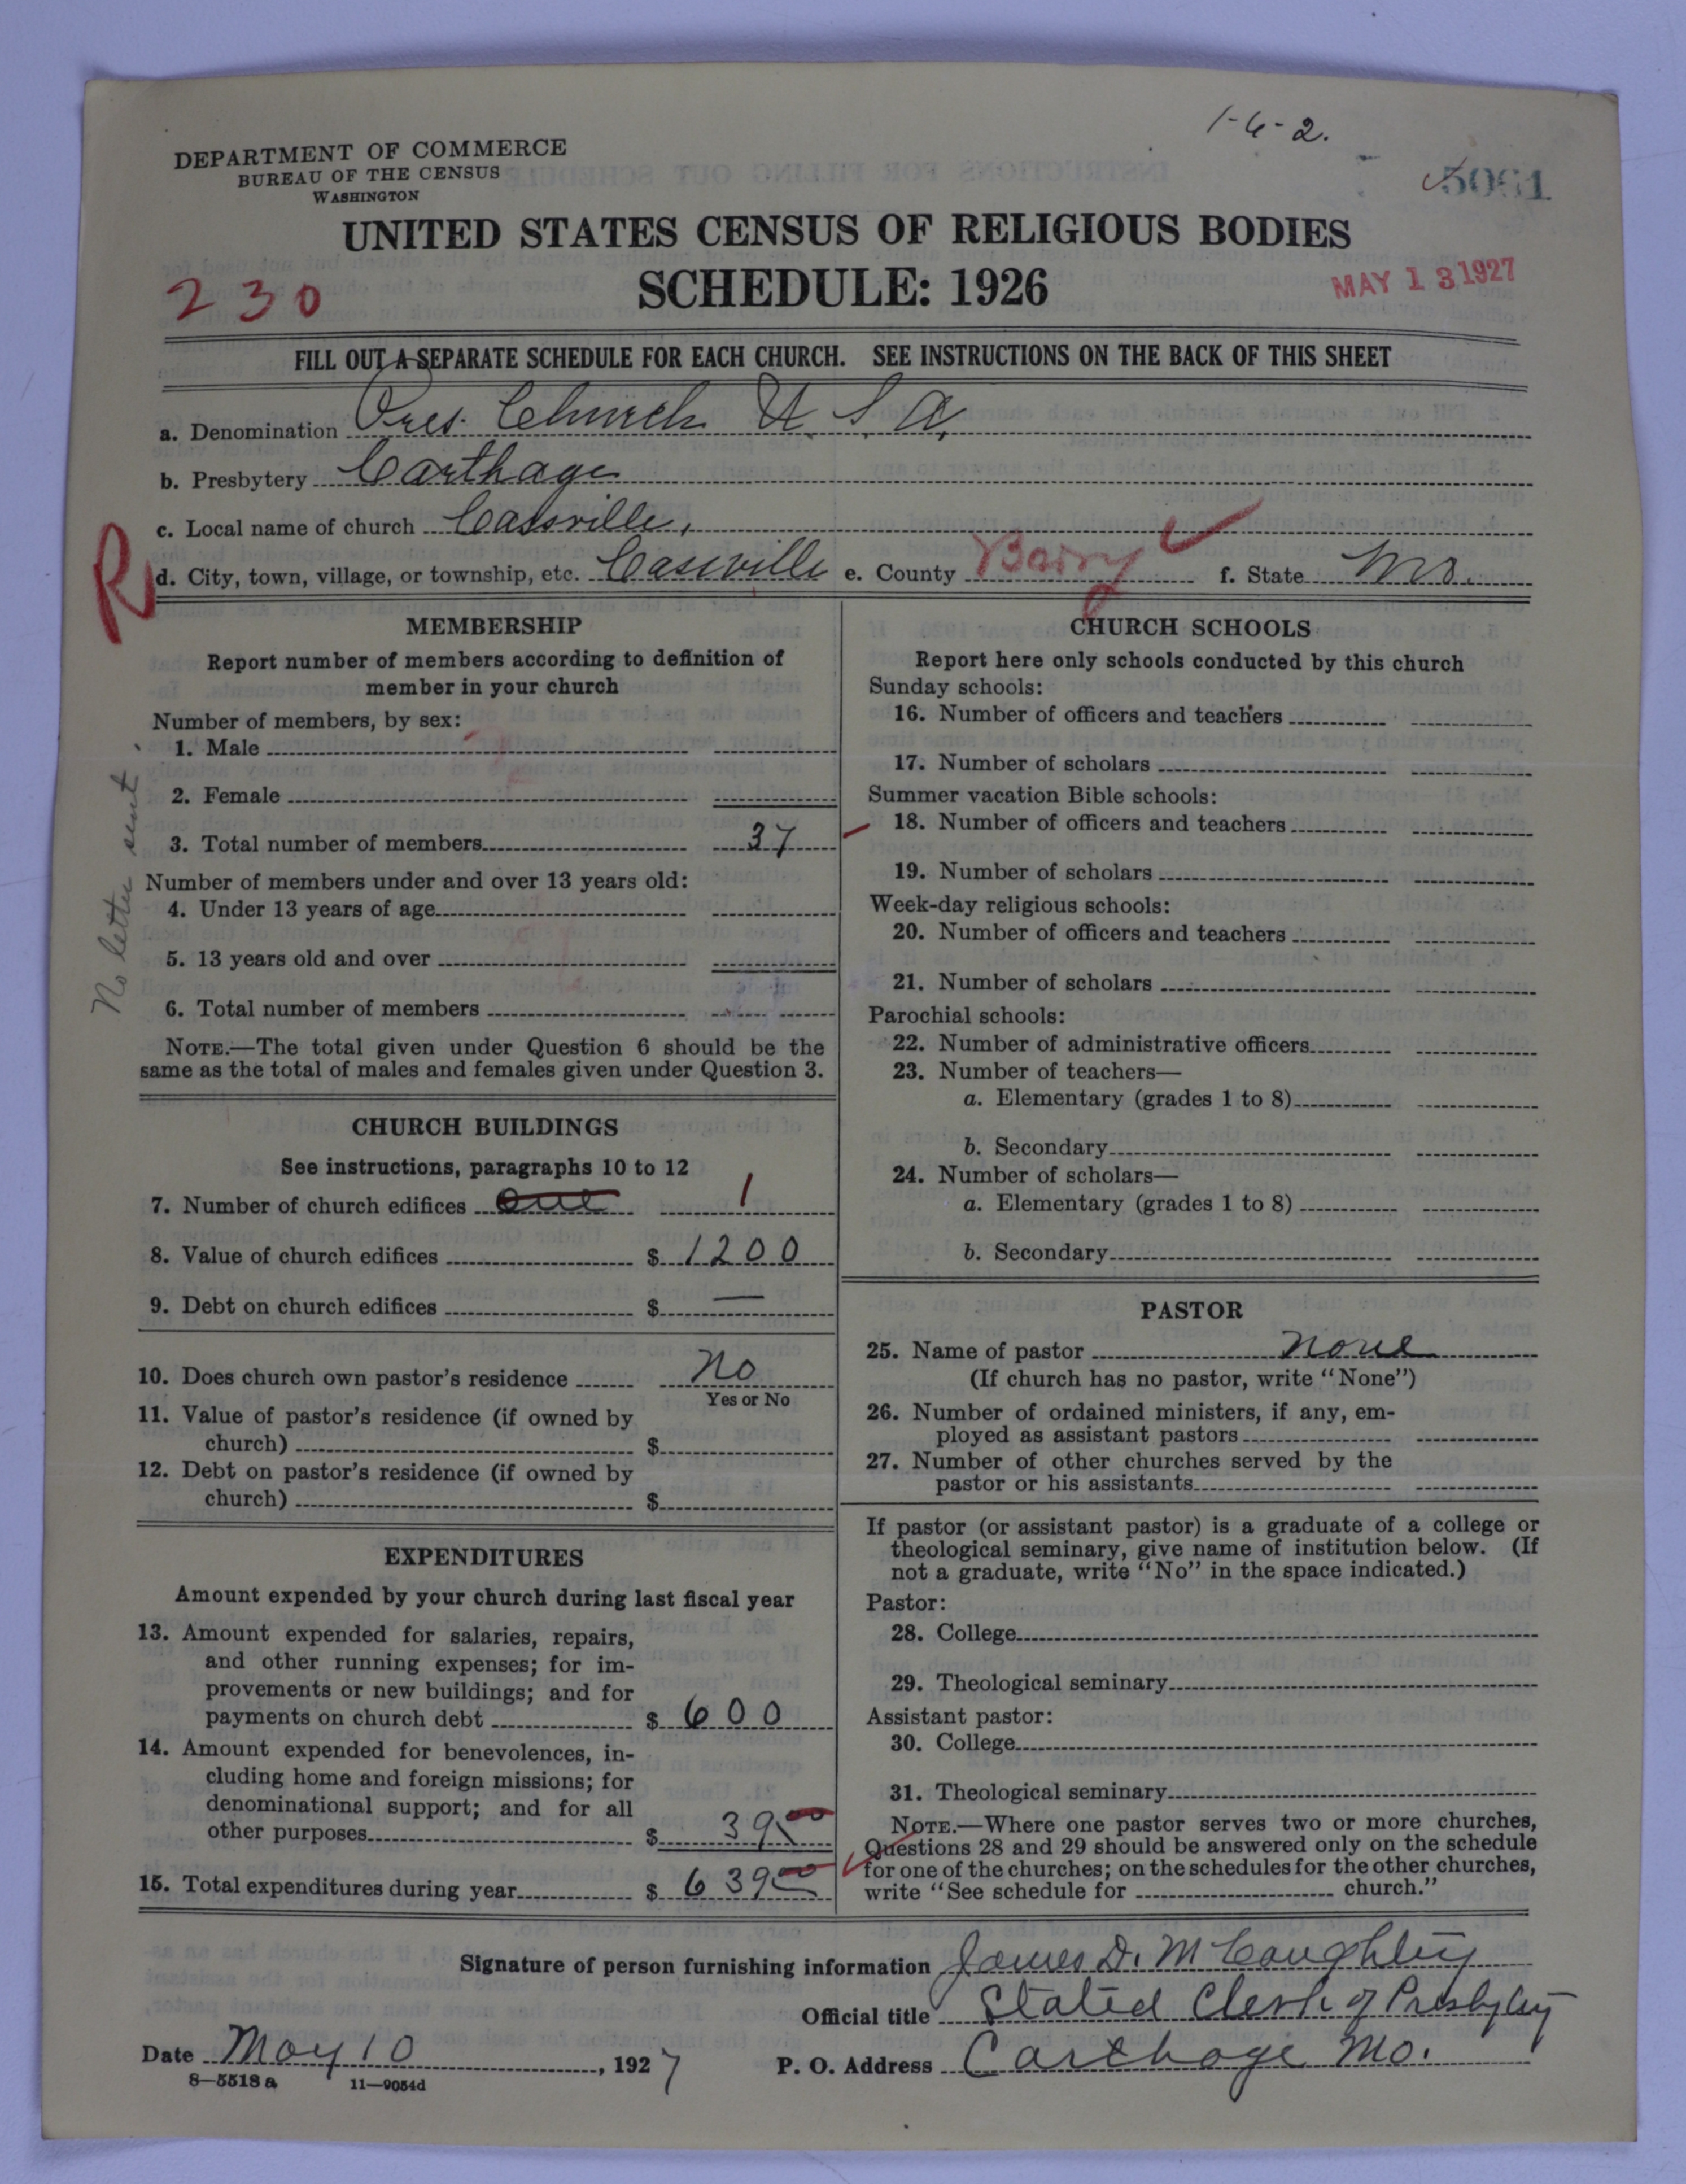 1-6-2.
DEPARTMENT OF COMMERCE
BUREAU OF THE CENSUS
WASHINGTON
5061
UNITED STATES CENSUS OF RELIGIOUS BODIES
SCHEDULE: 1926
230
MAY 13 1927
FILL OUT A SEPARATE SCHEDULE FOR EACH CHURCH. SEE INSTRUCTIONS ON THE BACK OF THIS SHEET
a. Denomination Pres. Church U. S. A.
b. Presbytery Carthage
c. Local name of church Cassville,
R
d. City, town, village, or township, etc. Cassville e. County Barry f. State Mo.
MEMBERSHIP
Report number of members according to definition of
member in your church
Number of members, by sex:
1. Male
2. Female
3. Total number of members 37
Number of members under and over 13 years old:
4. Under 13 years of age
5. 13 years old and over
6. Total number of members
NOTE.—The total given under Question 6 should be the
same as the total of males and females given under Question 3.
No letter sent.
CHURCH BUILDINGS
See instructions, paragraphs 10 to 12
7. Number of church edifices one 1
8. Value of church edifices $ 1200
9. Debt on church edifices $ —
10. Does church own pastor's residence No
Yes or No
11. Value of pastor's residence (if owned by
church) $
12. Debt on pastor's residence (if owned by
church) $
EXPENDITURES
Amount expended by your church during last fiscal year
13. Amount expended for salaries, repairs,
and other running expenses; for im-
provements or new buildings; and for
payments on church debt $ 600
14. Amount expended for benevolences, in-
cluding home and foreign missions; for
denominational support; and for all
other purposes $ 39 00
15. Total expenditures during year $ 639 00
CHURCH SCHOOLS
Report here only schools conducted by this church
Sunday schools:
16. Number of officers and teachers
17. Number of scholars
Summer vacation Bible schools:
18. Number of officers and teachers
19. Number of scholars
Week-day religious schools:
20. Number of officers and teachers
21. Number of scholars
Parochial schools:
22. Number of administrative officers
23. Number of teachers—
a. Elementary (grades 1 to 8)
b. Secondary
24. Number of scholars—
a. Elementary (grades 1 to 8)
b. Secondary
PASTOR
25. Name of pastor None
(If church has no pastor, write "None")
26. Number of ordained ministers, if any, em-
ployed as assistant pastors
27. Number of other churches served by the
pastor or his assistants
If pastor (or assistant pastor) is a graduate of a college or
theological seminary, give name of institution below. (If
not a graduate, write "No" in the space indicated.)
Pastor:
28. College
29. Theological seminary
Assistant pastor:
30. College
31. Theological seminary
NOTE.—Where one pastor serves two or more churches,
Questions 28 and 29 should be answered only on the schedule
for one of the churches; on the schedules for the other churches,
write "See schedule for church."
Signature of person furnishing information James D. McCaughtry
Official title Stated Clerk of Presbytery
Date May 10, 1927 P. O. Address Carthage Mo.
8—5518 a 11—9054d